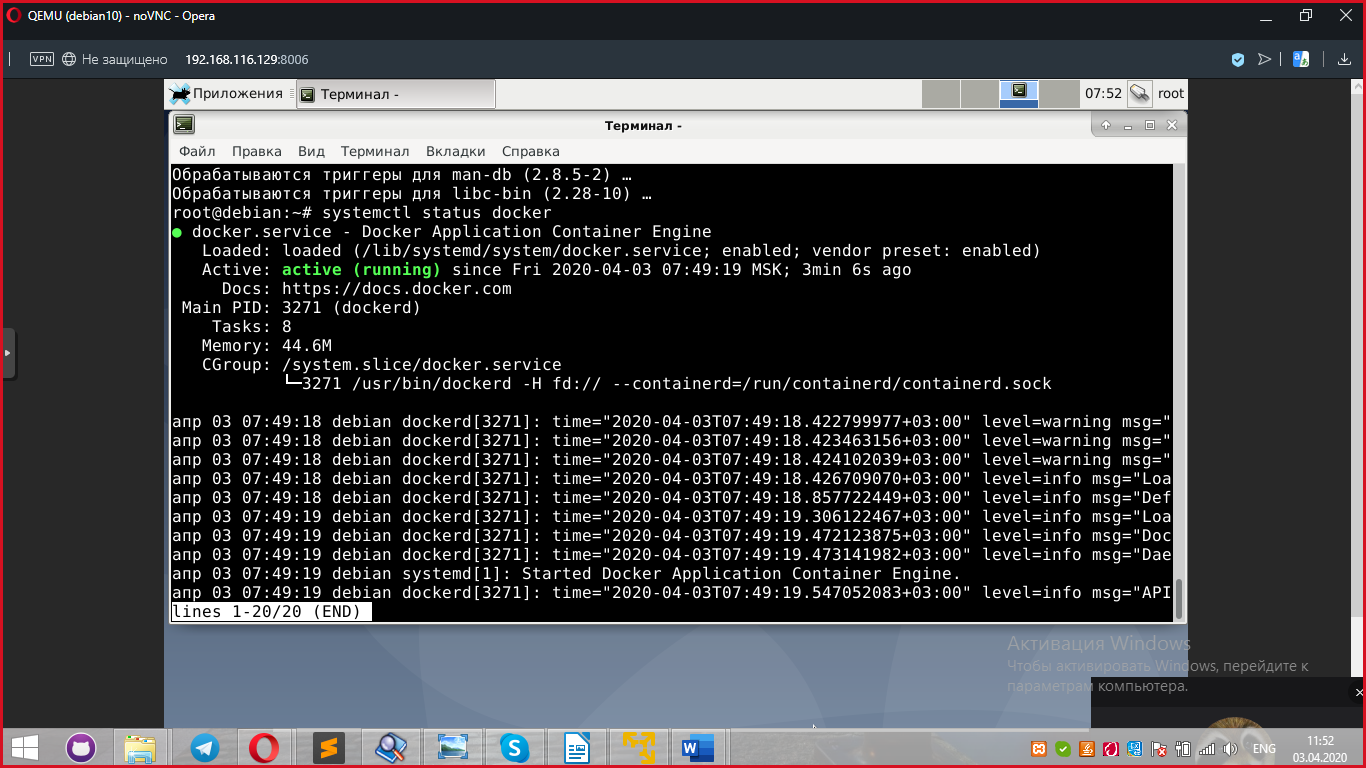 QEMU (debian10) - noVNC - Opera
VPN Не защищено 192.168.116.129:8006
Приложения Терминал - 07:52 root
Терминал -
Файл Правка Вид Терминал Вкладки Справка
Обрабатываются триггеры для man-db (2.8.5-2) …
Обрабатываются триггеры для libc-bin (2.28-10) …
root@debian:~# systemctl status docker
● docker.service - Docker Application Container Engine
Loaded: loaded (/lib/systemd/system/docker.service; enabled; vendor preset: enabled)
Active: active (running) since Fri 2020-04-03 07:49:19 MSK; 3min 6s ago
Docs: https://docs.docker.com
Main PID: 3271 (dockerd)
Tasks: 8
Memory: 44.6M
CGroup: /system.slice/docker.service
└─3271 /usr/bin/dockerd -H fd:// --containerd=/run/containerd/containerd.sock
апр 03 07:49:18 debian dockerd[3271]: time="2020-04-03T07:49:18.422799977+03:00" level=warning msg="
апр 03 07:49:18 debian dockerd[3271]: time="2020-04-03T07:49:18.423463156+03:00" level=warning msg="
апр 03 07:49:18 debian dockerd[3271]: time="2020-04-03T07:49:18.424102039+03:00" level=warning msg="
апр 03 07:49:18 debian dockerd[3271]: time="2020-04-03T07:49:18.426709070+03:00" level=info msg="Loa
апр 03 07:49:18 debian dockerd[3271]: time="2020-04-03T07:49:18.857722449+03:00" level=info msg="Def
апр 03 07:49:19 debian dockerd[3271]: time="2020-04-03T07:49:19.306122467+03:00" level=info msg="Loa
апр 03 07:49:19 debian dockerd[3271]: time="2020-04-03T07:49:19.472123875+03:00" level=info msg="Doc
апр 03 07:49:19 debian dockerd[3271]: time="2020-04-03T07:49:19.473141982+03:00" level=info msg="Dae
апр 03 07:49:19 debian systemd[1]: Started Docker Application Container Engine.
апр 03 07:49:19 debian dockerd[3271]: time="2020-04-03T07:49:19.547052083+03:00" level=info msg="API
lines 1-20/20 (END)
Активация Windows
Чтобы активировать Windows, перейдите к
параметрам компьютера.
ENG 11:52
03.04.2020